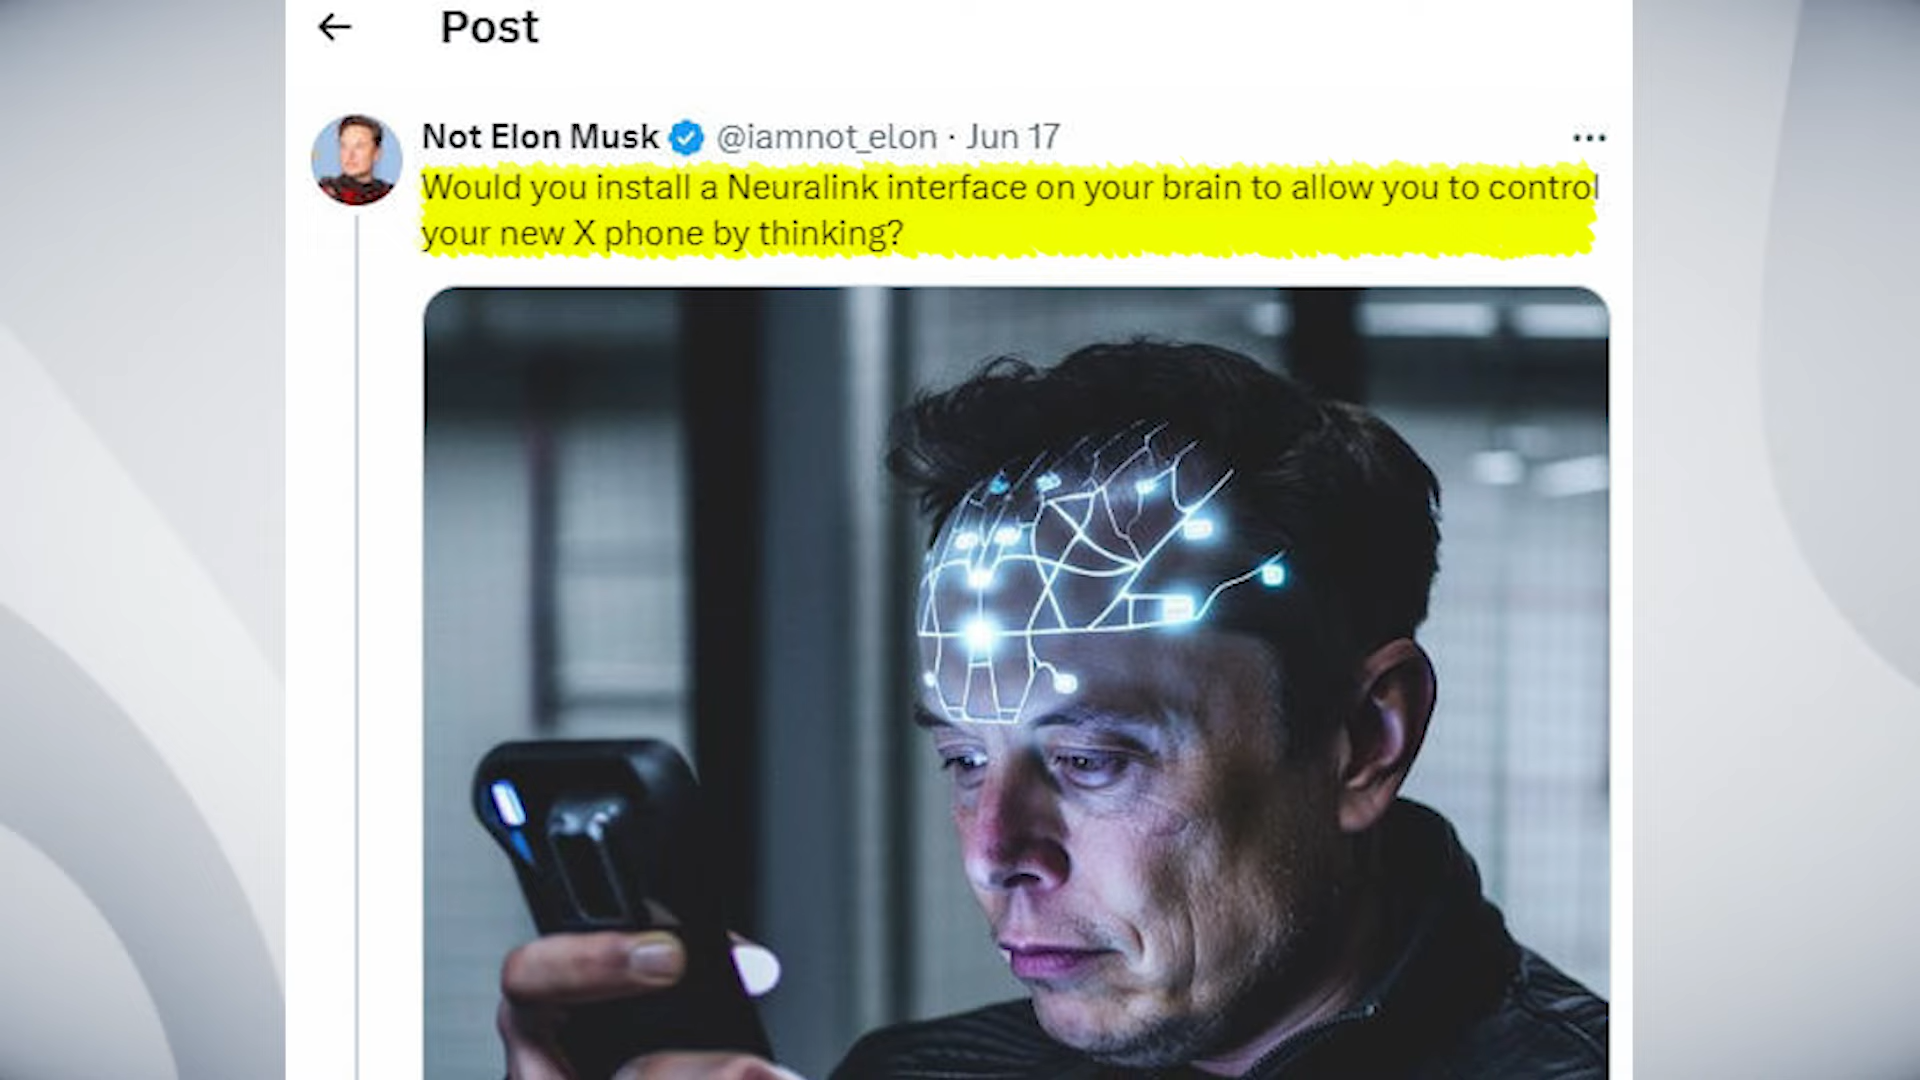 Post
Not Elon Musk @iamnot_elon · Jun 17
Would you install a Neuralink interface on your brain to allow you to control
your new X phone by thinking?